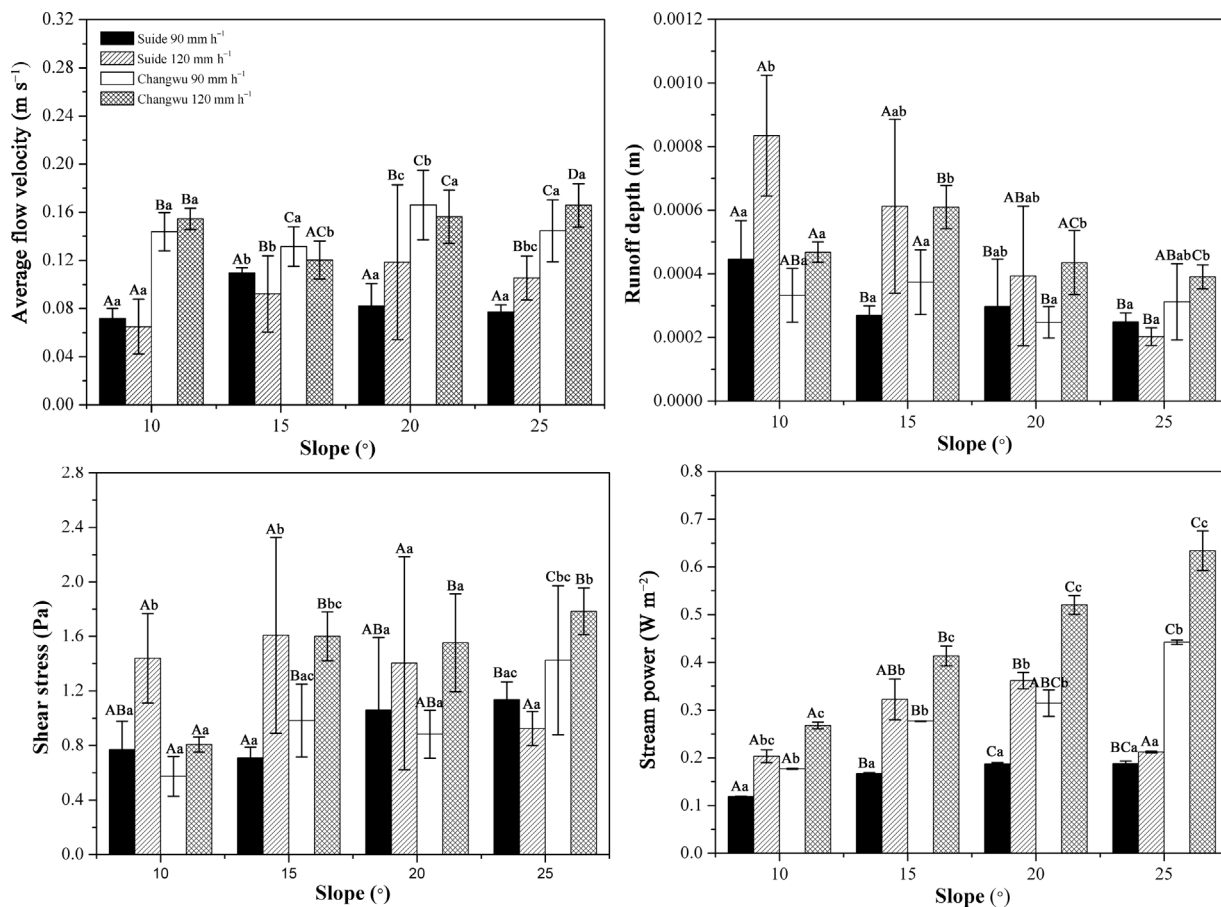 Average flow velocity (m s⁻¹)
0.32
0.28
0.24
0.20
0.16
0.12
0.08
0.04
0.00
Suide 90 mm h⁻¹
Suide 120 mm h⁻¹
Changwu 90 mm h⁻¹
Changwu 120 mm h⁻¹
Aa Aa Ba Ba
Ab Bb Ca ACb
Aa Bc Cb Ca
Aa Bbc Ca Da
10 15 20 25
Slope (°)
Runoff depth (m)
0.0012
0.0010
0.0008
0.0006
0.0004
0.0002
0.0000
Aa Ab ABa Aa
Ba Aab Aa Bb
Bab ABab Ba ACb
Ba Ba ABab Cb
10 15 20 25
Slope (°)
Shear stress (Pa)
2.8
2.4
2.0
1.6
1.2
0.8
0.4
0.0
ABa Ab Aa Aa
Aa Ab Bac Bbc
ABa Aa ABa Ba
Bac Aa Cbc Bb
10 15 20 25
Slope (°)
Stream power (W m⁻²)
0.8
0.7
0.6
0.5
0.4
0.3
0.2
0.1
0.0
Aa Abc Ab Ac
Ba ABb Bb Bc
Ca Bb ABCb Cc
BCa Aa Cb Cc
10 15 20 25
Slope (°)